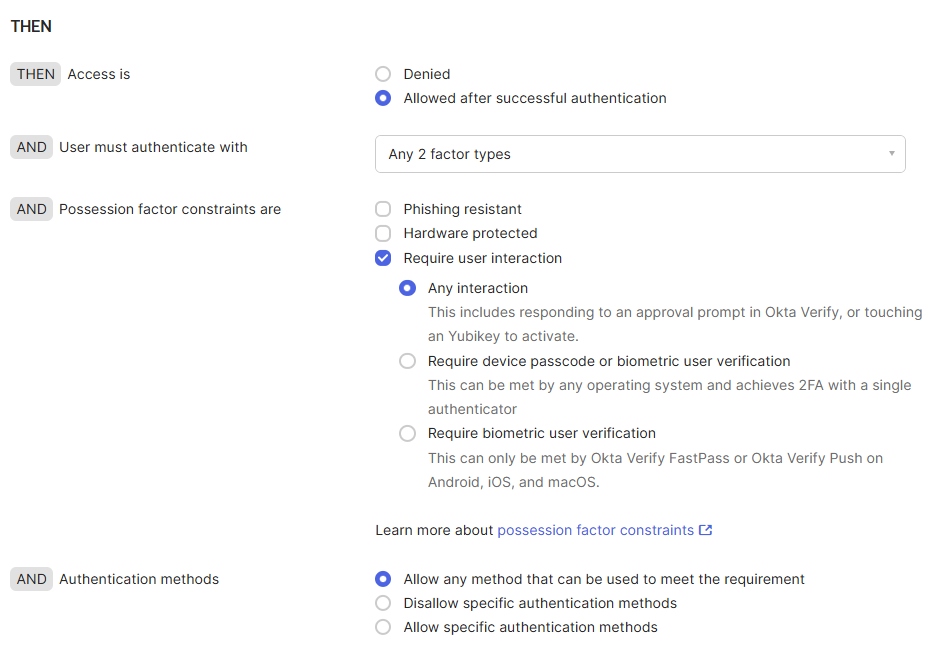 THEN
THEN Access is
Denied
Allowed after successful authentication
AND User must authenticate with
Any 2 factor types
AND Possession factor constraints are
Phishing resistant
Hardware protected
Require user interaction
Any interaction
This includes responding to an approval prompt in Okta Verify, or touching
an Yubikey to activate.
Require device passcode or biometric user verification
This can be met by any operating system and achieves 2FA with a single
authenticator
Require biometric user verification
This can only be met by Okta Verify FastPass or Okta Verify Push on
Android, iOS, and macOS.
Learn more about possession factor constraints
AND Authentication methods
Allow any method that can be used to meet the requirement
Disallow specific authentication methods
Allow specific authentication methods